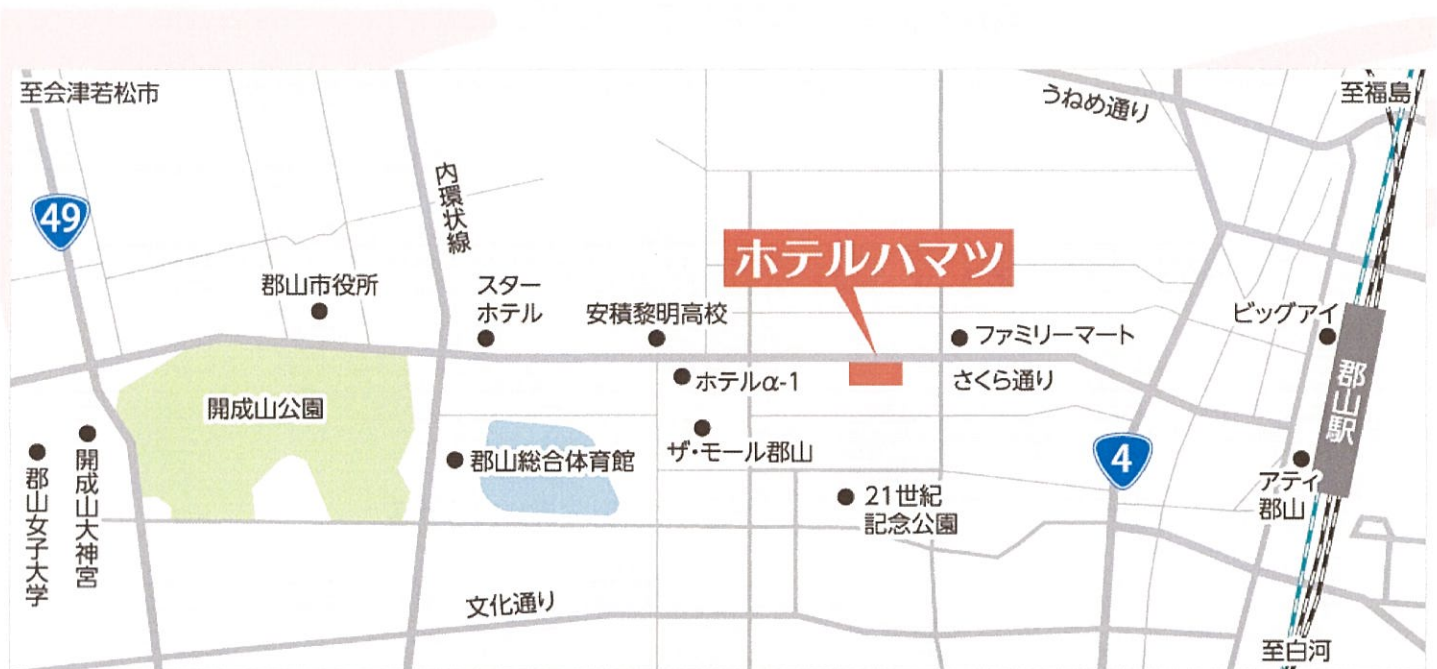 至会津若松市
うねめ通り
至福島
49
内環状線
ホテルハマツ
郡山市役所
スター
ホテル
安積黎明高校
ファミリーマート
ビッグアイ
ホテルα-1
さくら通り
郡山駅
開成山公園
郡山女子大学
開成山大神宮
郡山総合体育館
ザ・モール郡山
4
アティ
郡山
21世紀
記念公園
文化通り
至白河